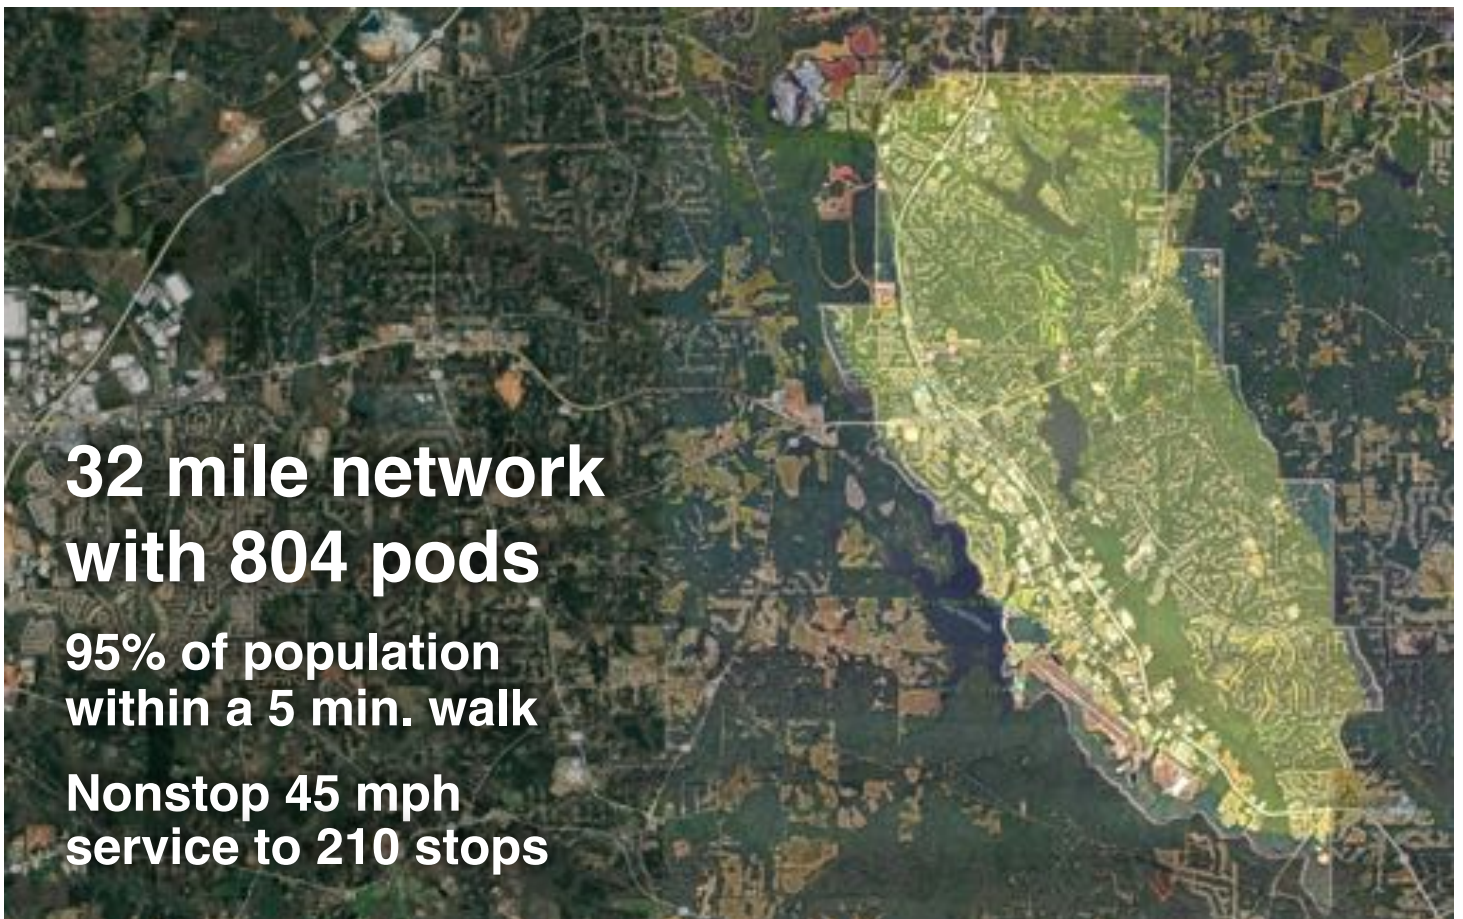 32 mile network
with 804 pods
95% of population
within a 5 min. walk
Nonstop 45 mph
service to 210 stops